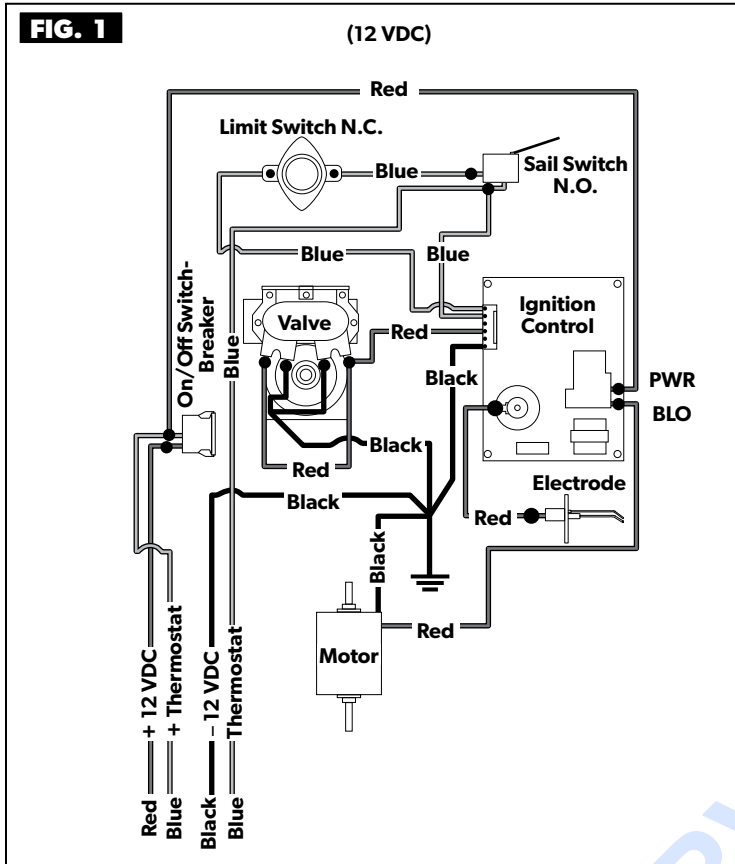 FIG. 1
(12 VDC)
Red
Limit Switch N.C.
Blue
Sail Switch
N.O.
Blue
Blue
Ignition
Control
Valve
Red
On/Off Switch-
Breaker
Blue
Black
PWR
BLO
Black
Red
Black
Electrode
Red
Black
Red
Motor
Red + 12 VDC
Blue + Thermostat
Black – 12 VDC
Blue Thermostat